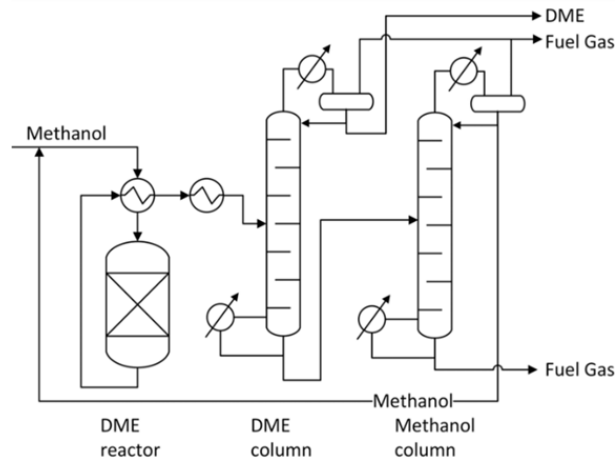 DME
Fuel Gas
Methanol
Fuel Gas
Methanol
DME
reactor
DME
column
Methanol
column